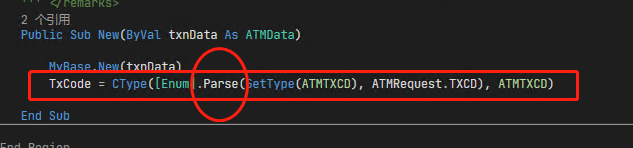 ''' </remarks>
2 个引用
Public Sub New(ByVal txnData As ATMData)
MyBase.New(txnData)
TxCode = CType([Enum].Parse(GetType(ATMTXCD), ATMRequest.TXCD), ATMTXCD)
End Sub
End Region